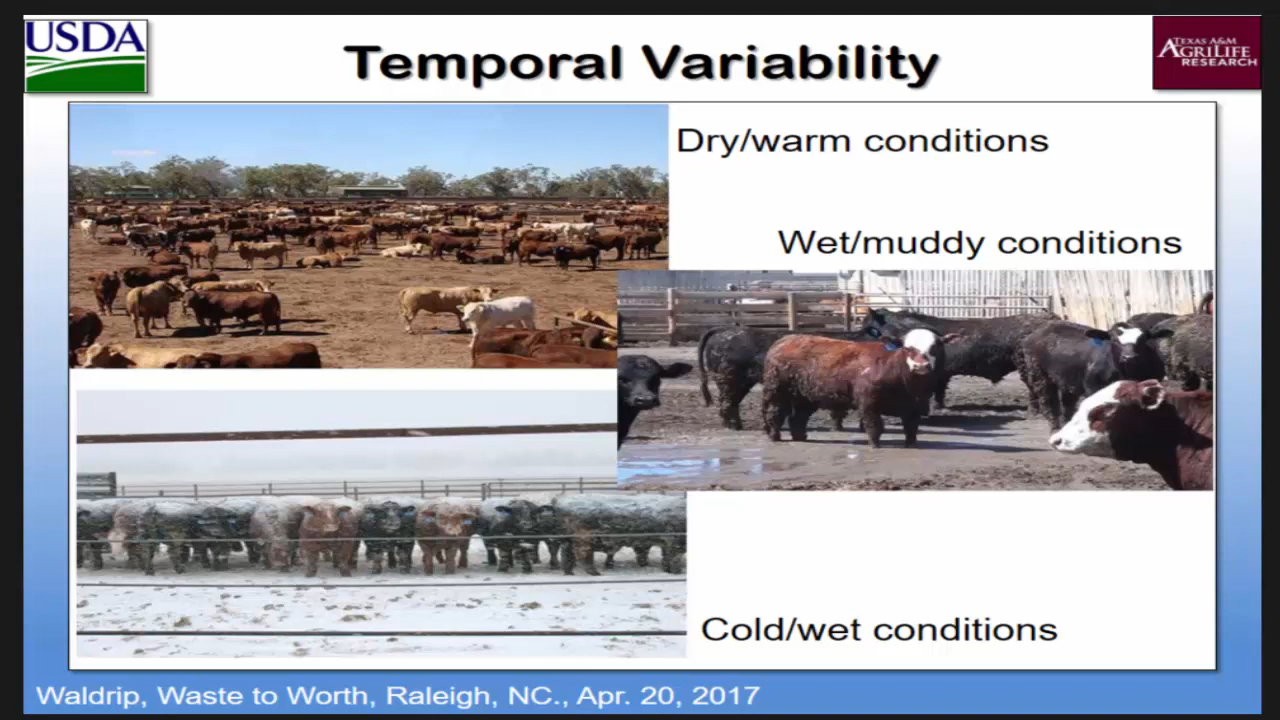 USDA
Temporal Variability
TEXAS A&M
AGRILIFE
RESEARCH
Dry/warm conditions
Wet/muddy conditions
Cold/wet conditions
Waldrip, Waste to Worth, Raleigh, NC., Apr. 20, 2017